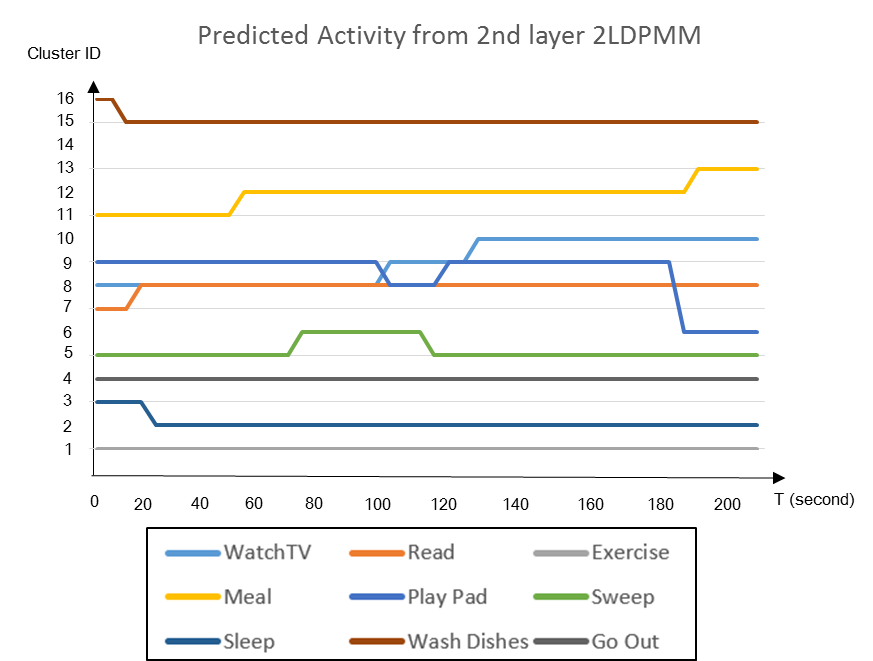 Predicted Activity from 2nd layer 2LDPMM
Cluster ID
16
15
14
13
12
11
10
9
8
7
6
5
4
3
2
1
0 20 40 60 80 100 120 140 160 180 200 T (second)
WatchTV Read Exercise
Meal Play Pad Sweep
Sleep Wash Dishes Go Out